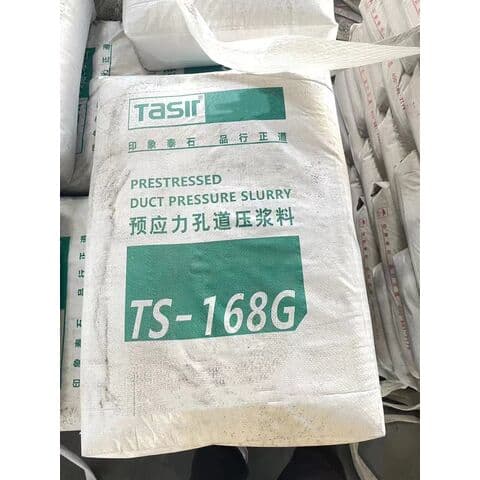 Tasir
印象泰石 品行正道
PRESTRESSED
DUCT PRESSURE SLURRY
预应力孔道压浆料
TS-168G